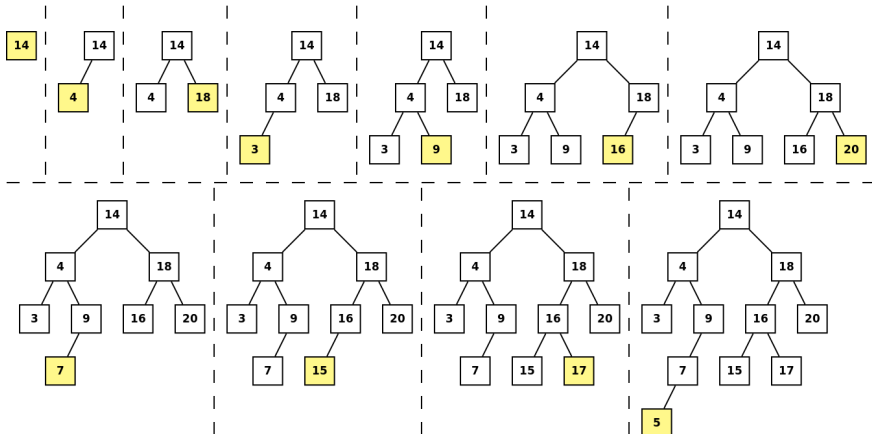 14 14 14 14 14 14 14
4 4 18 4 18 4 18 4 18 4 18
3 3 9 3 9 16 3 9 16 20
14 14 14 14
4 18 4 18 4 18 4 18
3 9 16 20 3 9 16 20 3 9 16 20 3 9 16 20
7 7 15 7 15 17 7 15 17
5